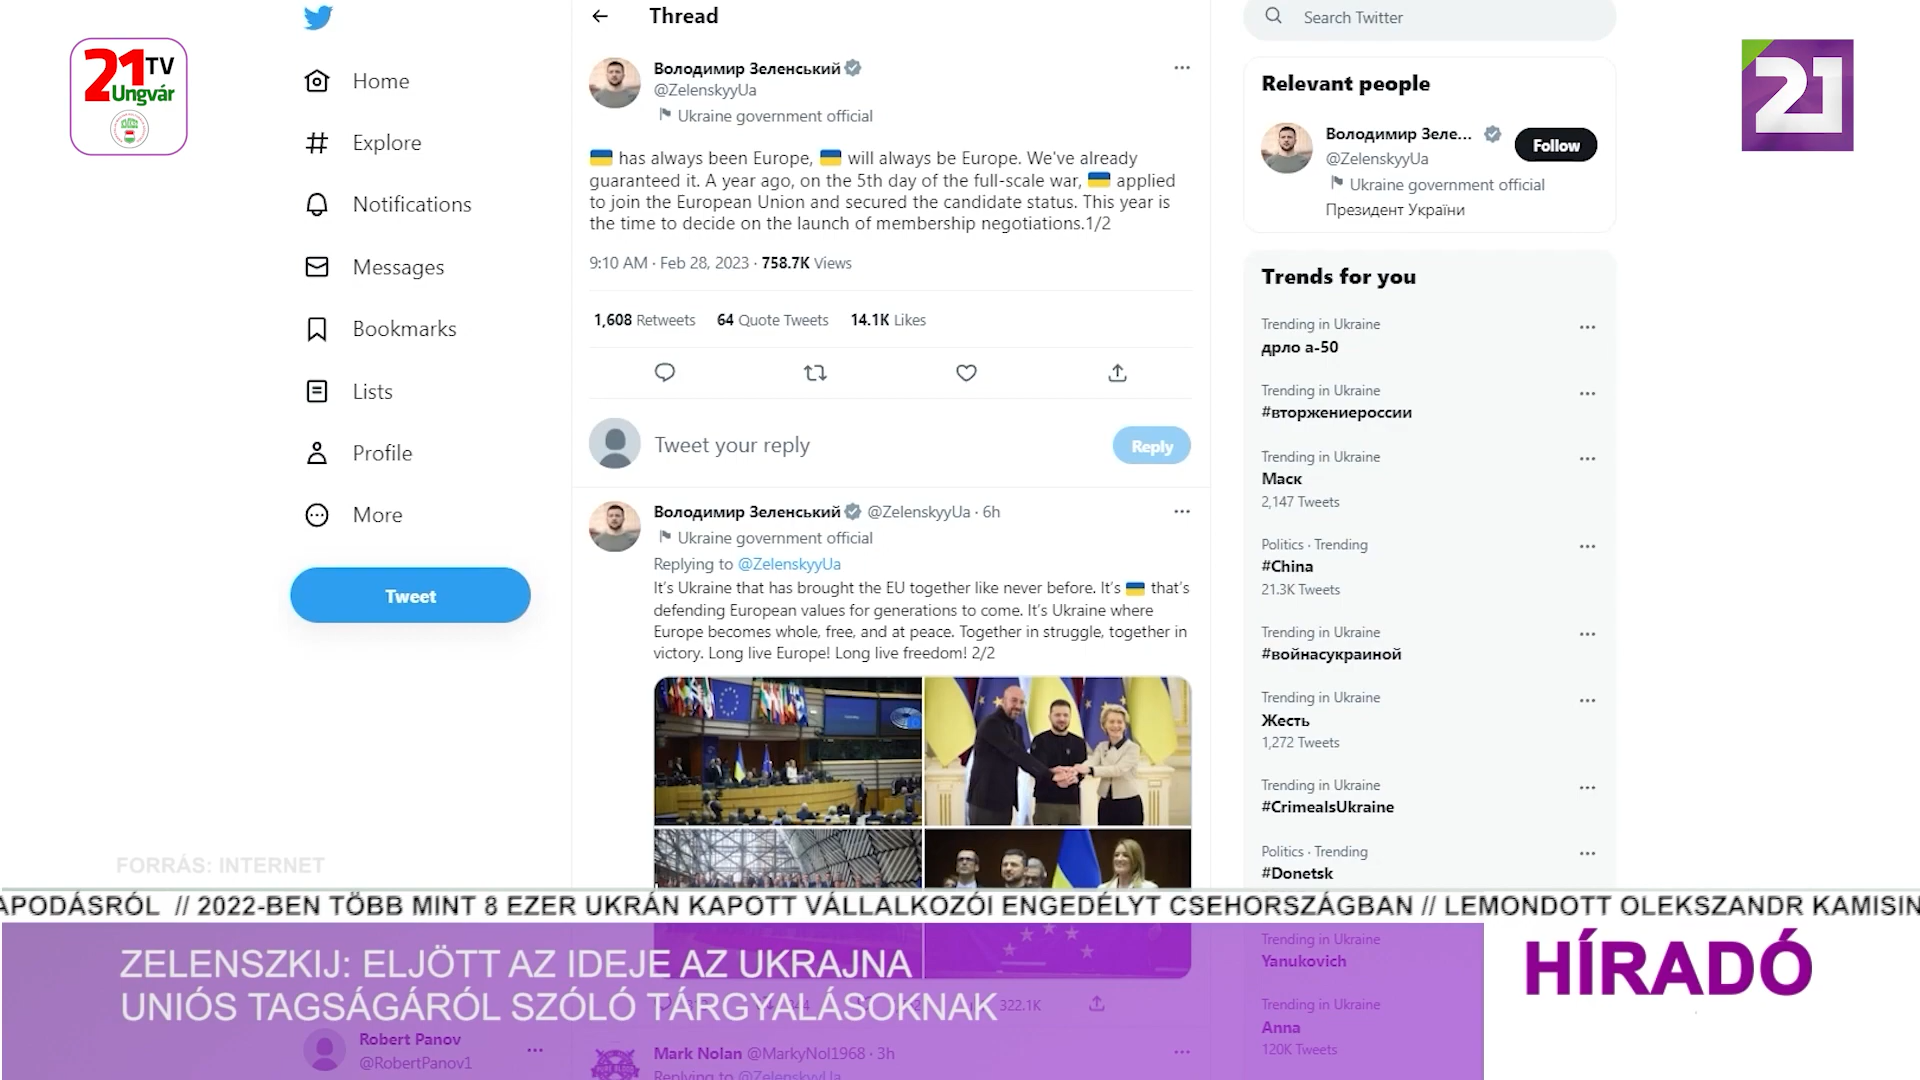 21 TV
Ungvár
21
Home
Explore
Notifications
Messages
Bookmarks
Lists
Profile
More
Tweet
Thread
Володимир Зеленський
@ZelenskyyUa
Ukraine government official
has always been Europe, will always be Europe. We've already
guaranteed it. A year ago, on the 5th day of the full-scale war, applied
to join the European Union and secured the candidate status. This year is
the time to decide on the launch of membership negotiations.1/2
9:10 AM · Feb 28, 2023 · 758.7K Views
1,608 Retweets 64 Quote Tweets 14.1K Likes
Tweet your reply
Reply
Володимир Зеленський @ZelenskyyUa · 6h
Ukraine government official
Replying to @ZelenskyyUa
It's Ukraine that has brought the EU together like never before. It's that's
defending European values for generations to come. It's Ukraine where
Europe becomes whole, free, and at peace. Together in struggle, together in
victory. Long live Europe! Long live freedom! 2/2
322.1K
Mark Nolan @MarkyNol1968 · 3h
Replying to @ZelenskyyUa
Robert Panov
@RobertPanov1
Search Twitter
Relevant people
Володимир Зеле...
@ZelenskyyUa
Follow
Ukraine government official
Президент України
Trends for you
Trending in Ukraine
дрло а-50
Trending in Ukraine
#вторжениероссии
Trending in Ukraine
Маск
2,147 Tweets
Politics · Trending
#China
21.3K Tweets
Trending in Ukraine
#войнасукраиной
Trending in Ukraine
Жесть
1,272 Tweets
Trending in Ukraine
#CrimeaIsUkraine
Politics · Trending
#Donetsk
Trending in Ukraine
Yanukovich
Trending in Ukraine
Anna
120K Tweets
FORRÁS: INTERNET
APODÁSRÓL // 2022-BEN TÖBB MINT 8 EZER UKRÁN KAPOTT VÁLLALKOZÓI ENGEDÉLYT CSEHORSZÁGBAN // LEMONDOTT OLEKSZANDR KAMISIN
ZELENSZKIJ: ELJÖTT AZ IDEJE AZ UKRAJNA
UNIÓS TAGSÁGÁRÓL SZÓLÓ TÁRGYALÁSOKNAK
HÍRADÓ